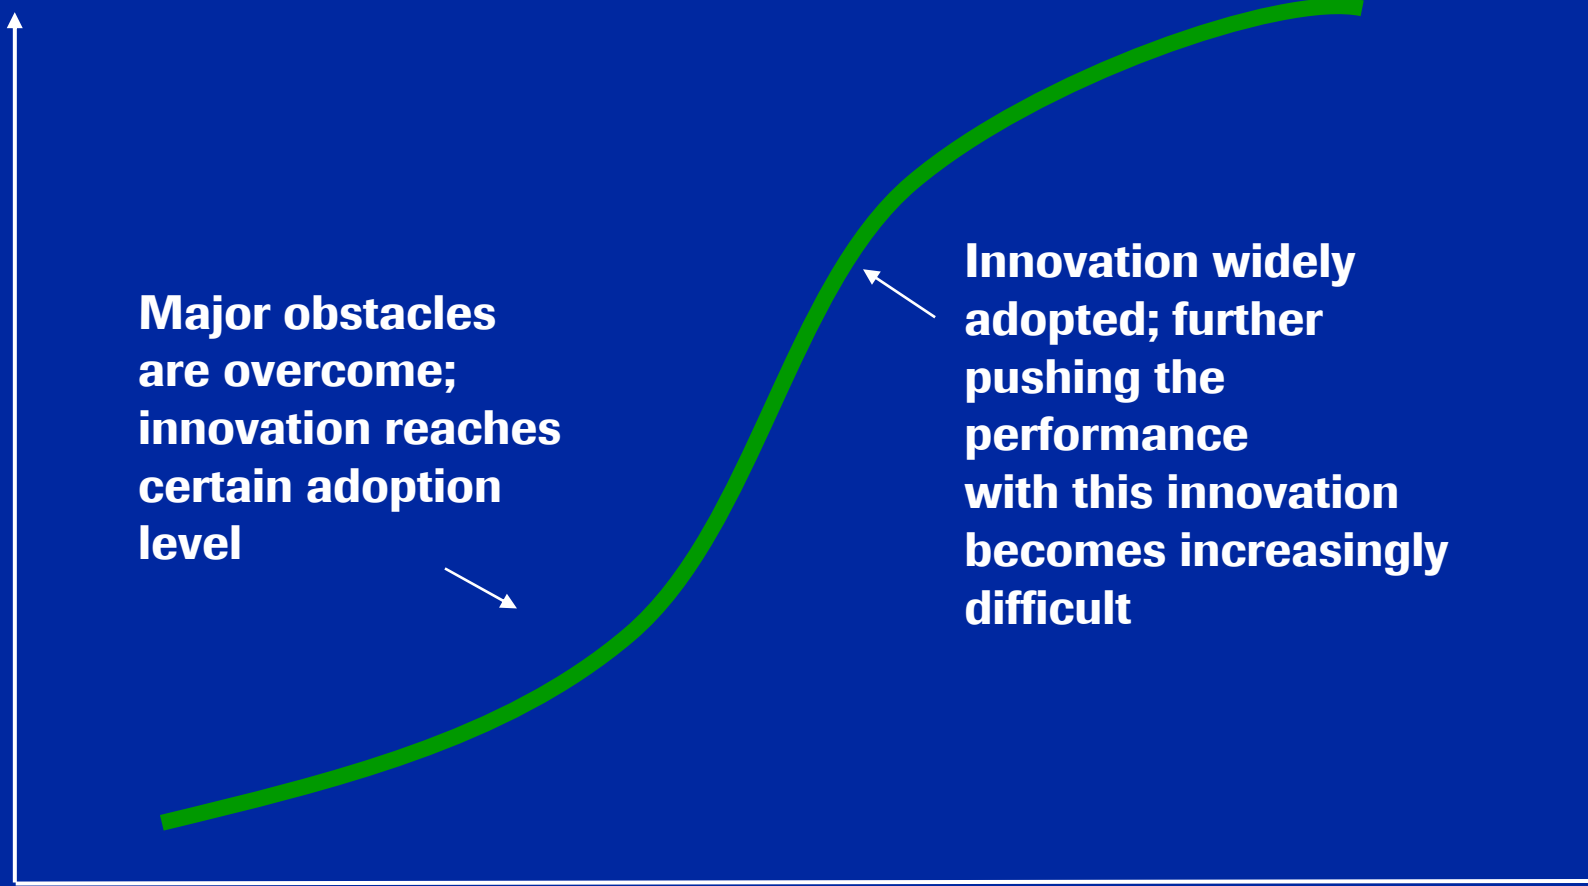 Major obstacles
are overcome;
innovation reaches
certain adoption
level
Innovation widely
adopted; further
pushing the
performance
with this innovation
becomes increasingly
difficult